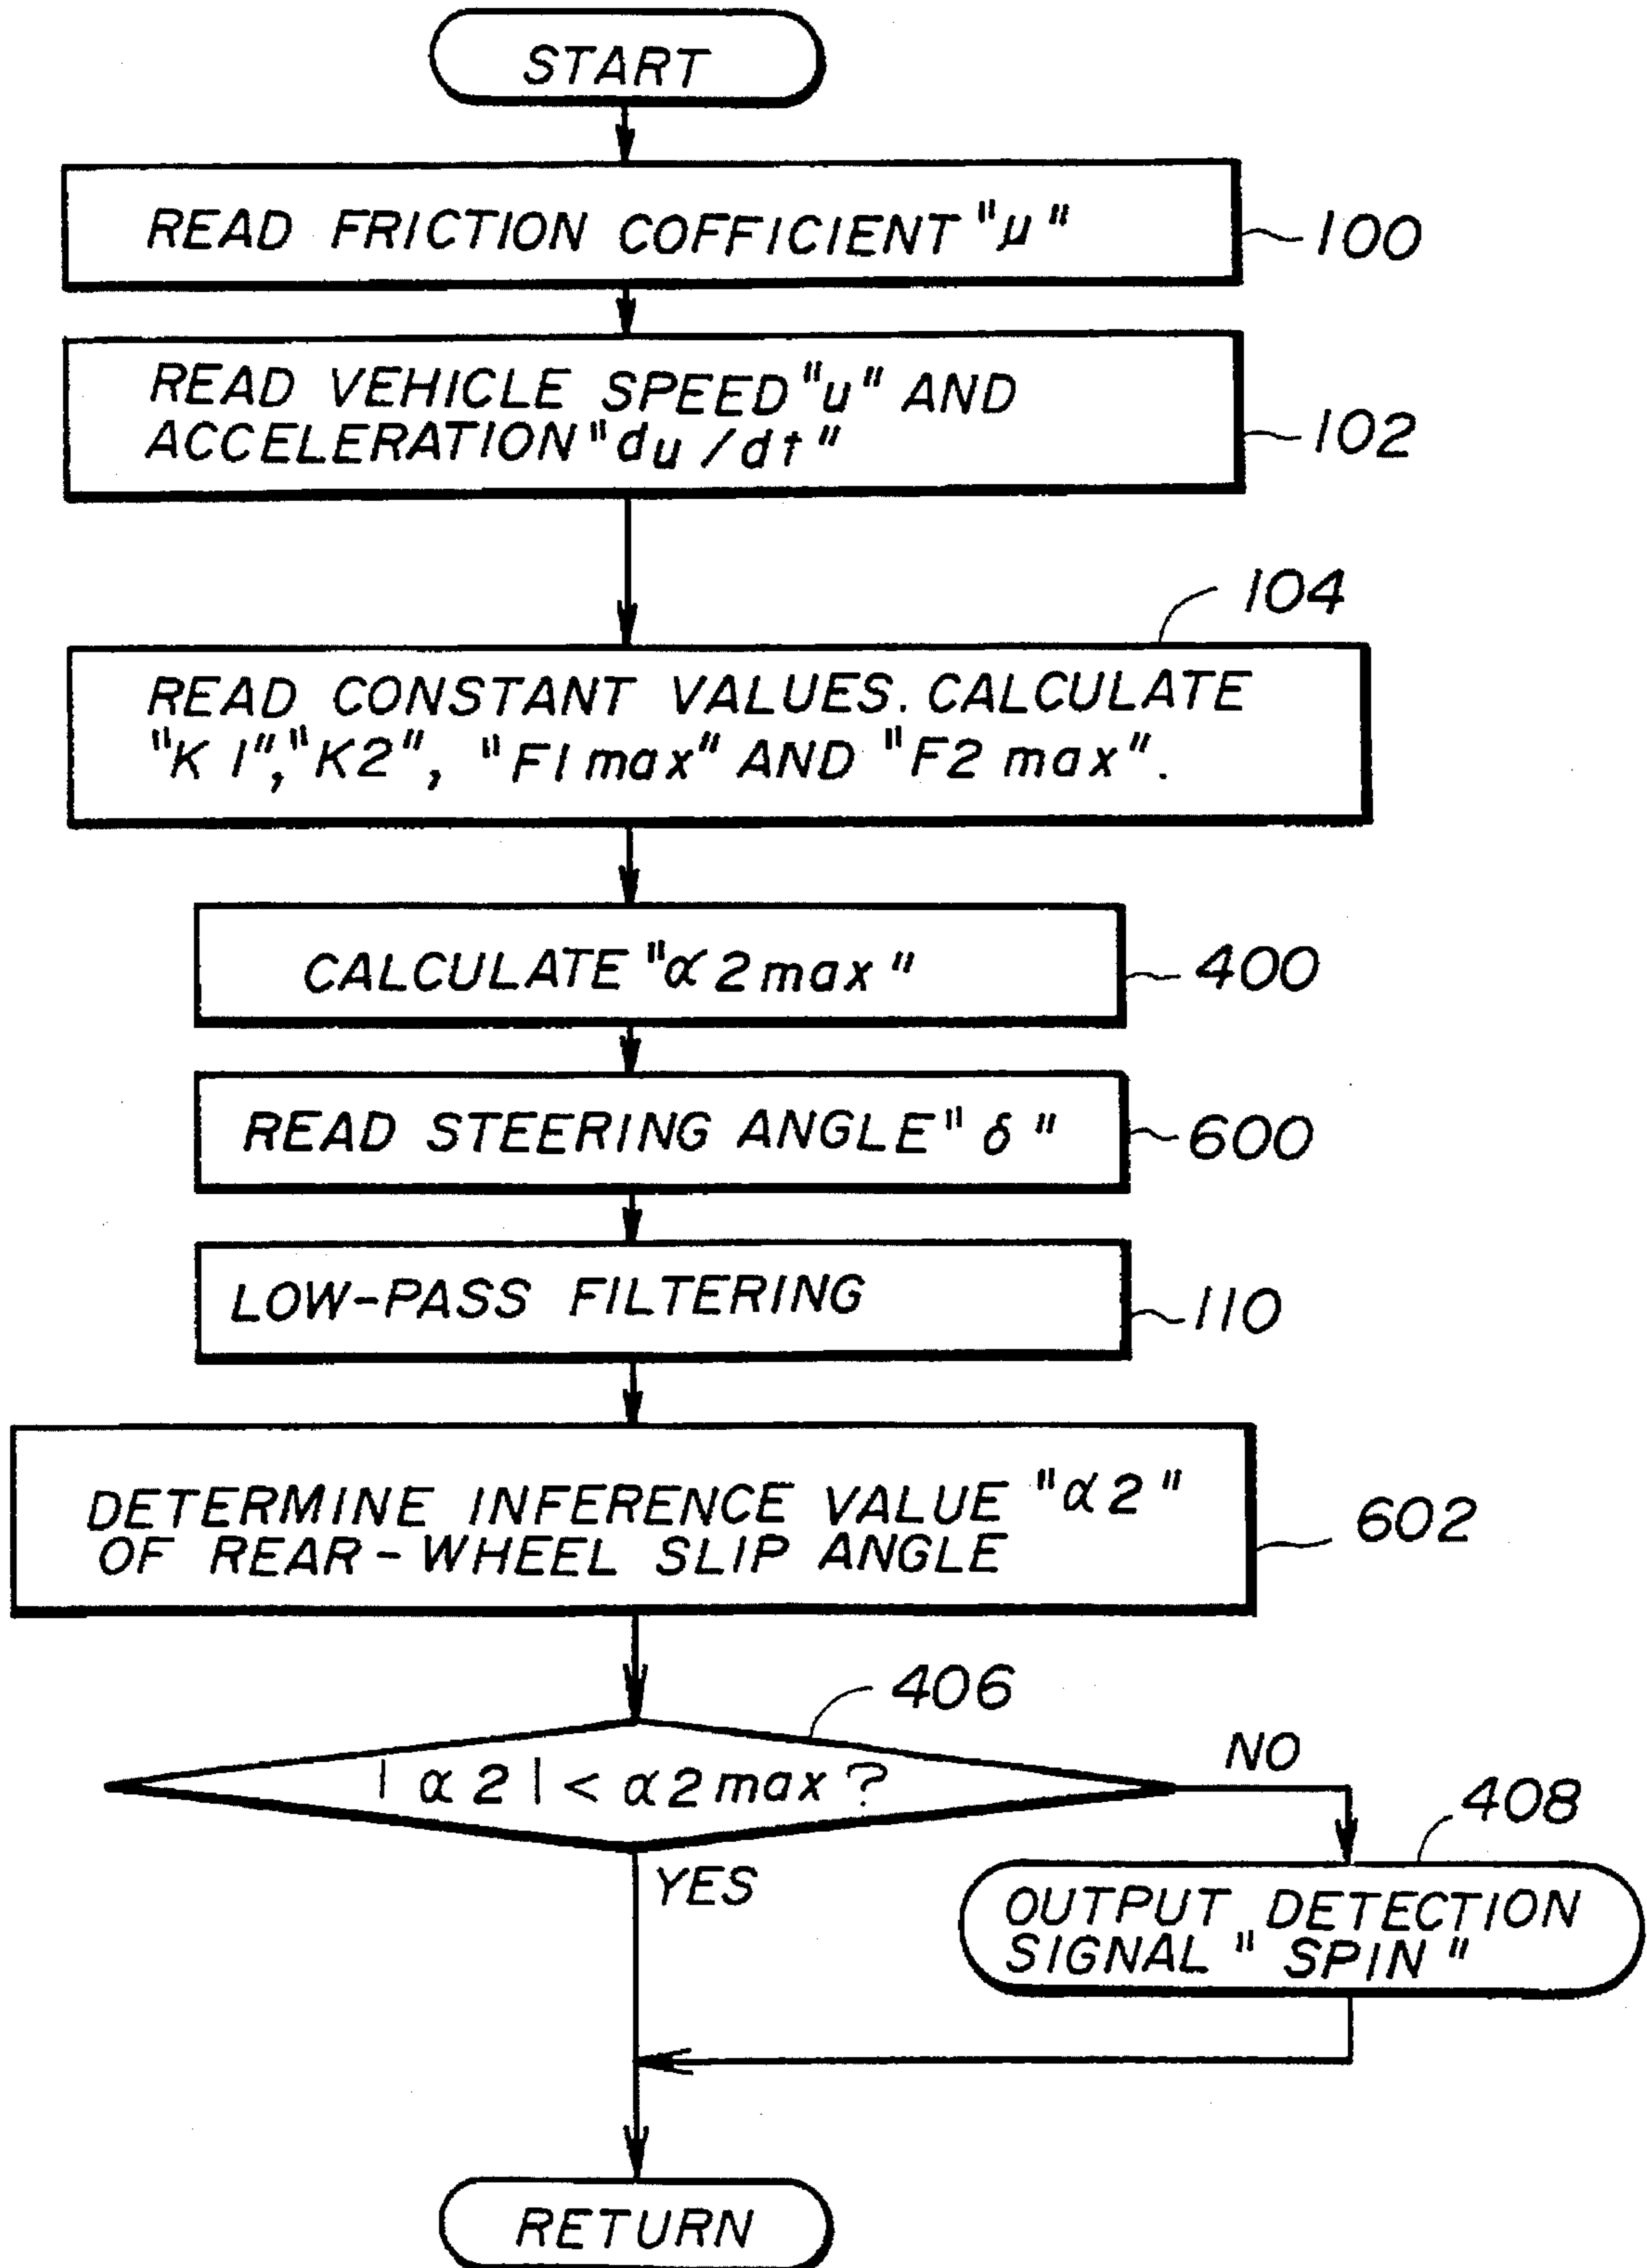 START
READ FRICTION COFFICIENT "μ"
100
READ VEHICLE SPEED "u" AND
ACCELERATION "du/dt"
102
104
READ CONSTANT VALUES. CALCULATE
"K1", "K2", "F1max" AND "F2max".
CALCULATE "α2max"
400
READ STEERING ANGLE "δ"
600
LOW-PASS FILTERING
110
DETERMINE INFERENCE VALUE "α2"
OF REAR-WHEEL SLIP ANGLE
602
406
|α2| < α2max?
NO
408
YES
OUTPUT DETECTION
SIGNAL "SPIN"
RETURN